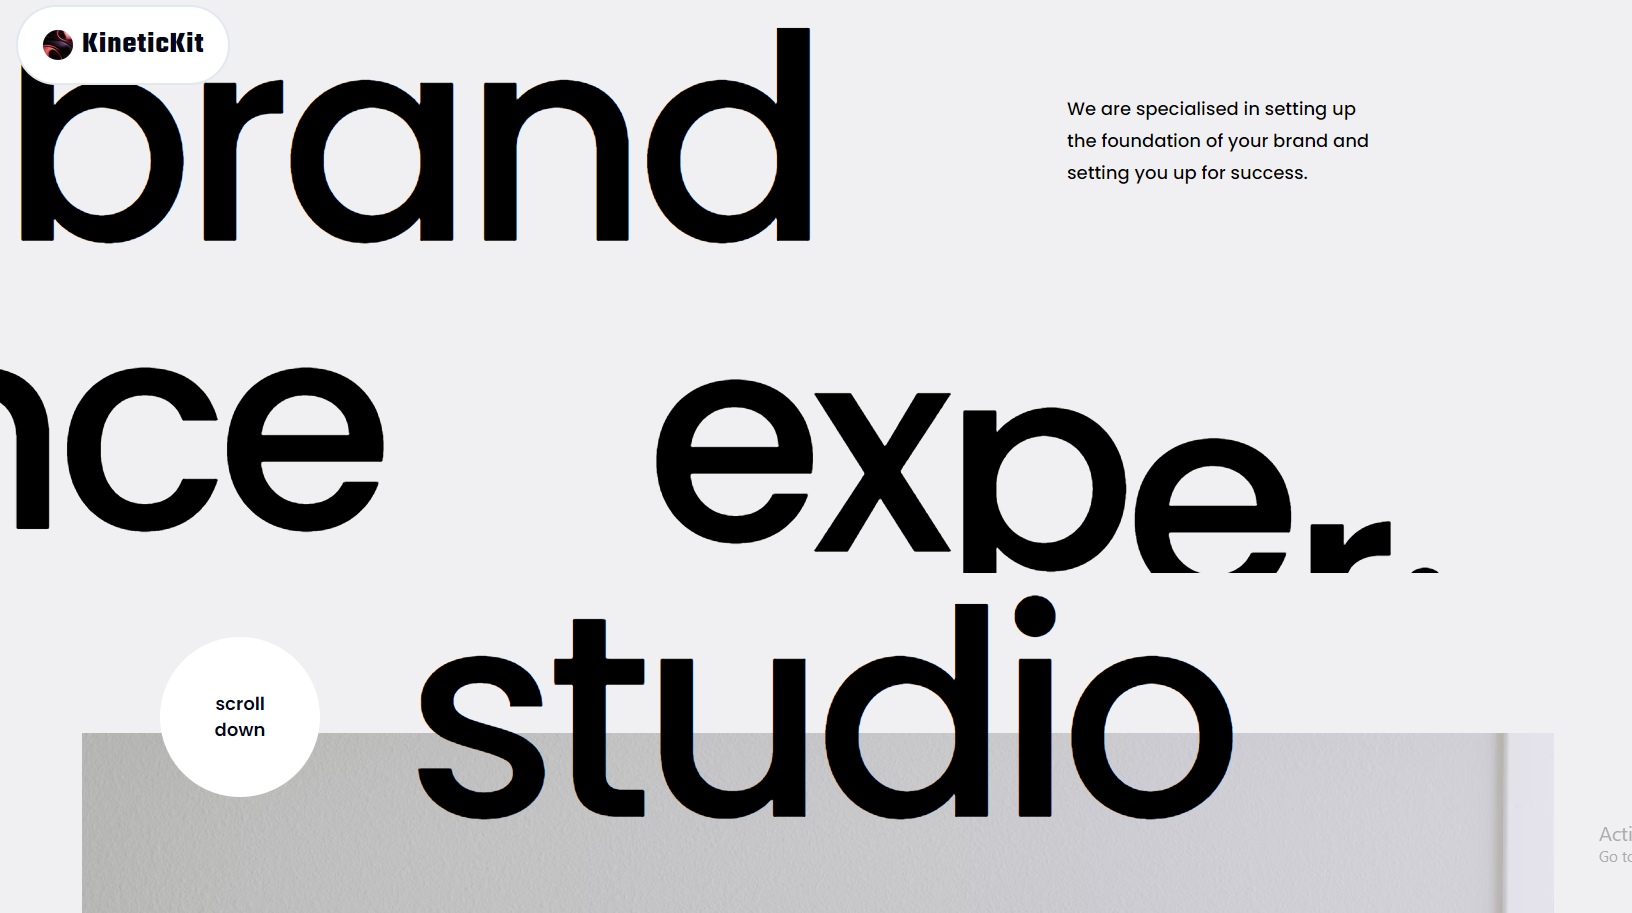 KineticKit
brand
We are specialised in setting up
the foundation of your brand and
setting you up for success.
nce exper
studio
scroll
down
Acti
Go to